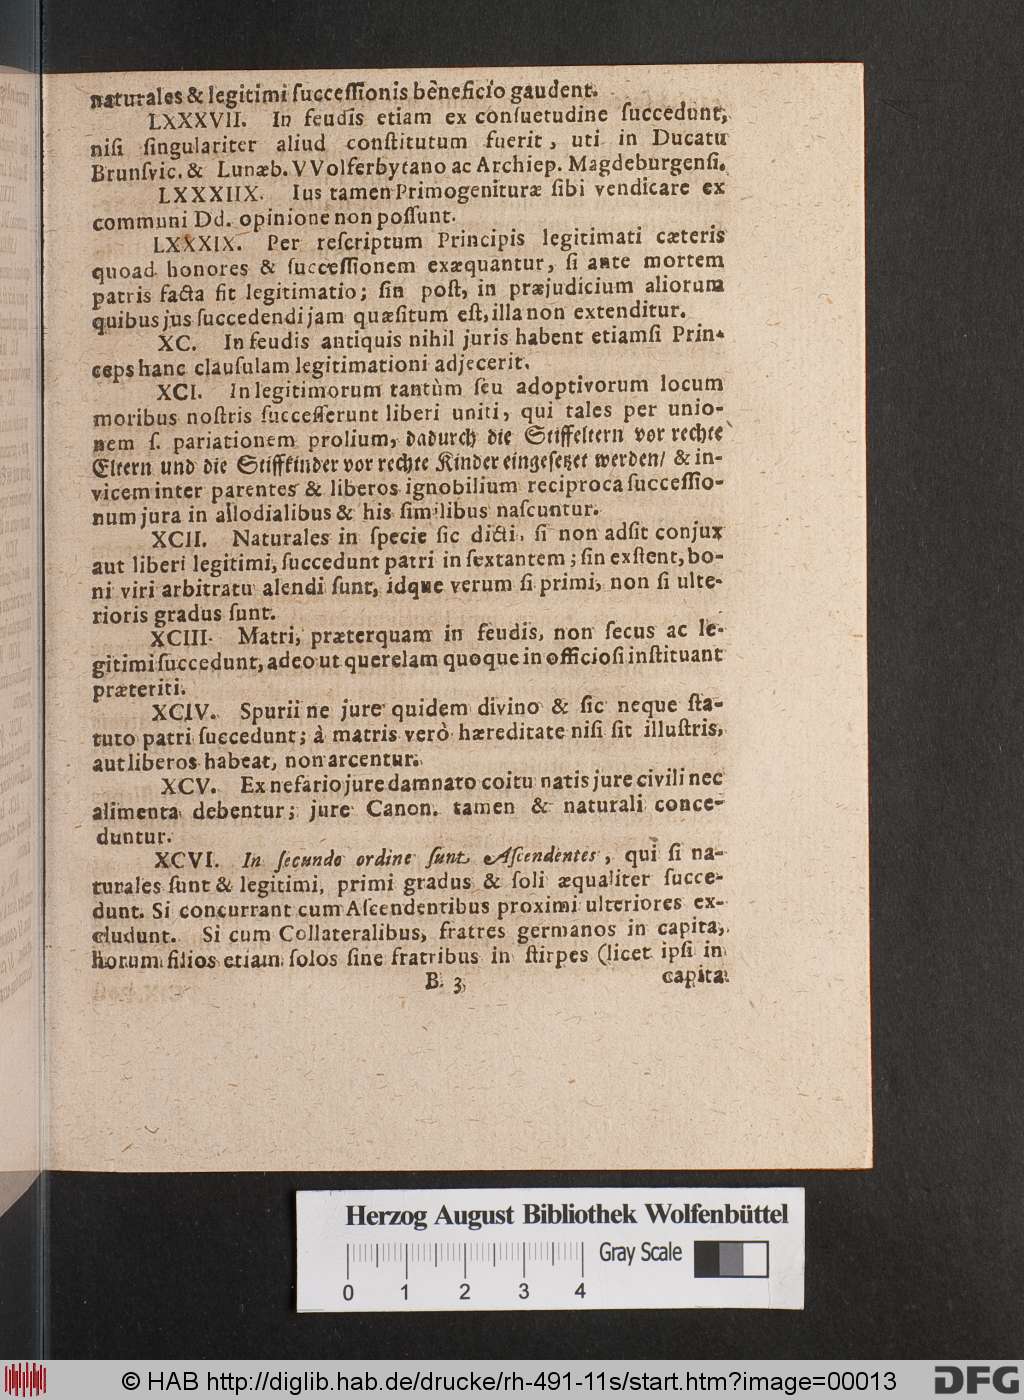 naturales & legitimi ſucceſſionis beneficio gaudent.
LXXXVII. In feudis etiam ex conſuetudine ſuccedunt,
niſi ſingulariter aliud conſtitutum fuerit, uti in Ducatu
Brunſvic. & Lunæb. VVolferbytano ac Archiep. Magdeburgenſi.
LXXXIIX. Ius tamen Primogenituræ ſibi vendicare ex
communi Dd. opinione non poſſunt.
LXXXIX. Per reſcriptum Principis legitimati cæteris
quoad honores & ſucceſſionem exæquantur, ſi ante mortem
patris facta ſit legitimatio; ſin poſt, in præjudicium aliorum
quibus jus ſuccedendi jam quæſitum eſt, illa non extenditur.
XC. In feudis antiquis nihil juris habent etiamſi Prin-
ceps hanc clauſulam legitimationi adjecerit.
XCI. In legitimorum tantùm ſeu adoptivorum locum
moribus noſtris ſucceſſerunt liberi uniti, qui tales per unio-
nem ſ. pariationem prolium, dadurch die Stiffeltern vor rechte
Eltern und die Stiffkinder vor rechte Kinder eingeſetzet werden/ & in-
vicem inter parentes & liberos ignobilium reciproca ſucceſſio-
num jura in allodialibus & his ſimilibus naſcuntur.
XCII. Naturales in ſpecie ſic dicti, ſi non adſit conjux
aut liberi legitimi, ſuccedunt patri in ſextantem; ſin exſtent, bo-
ni viri arbitratu alendi ſunt, idque verum ſi primi, non ſi ulte-
rioris gradus ſunt.
XCIII. Matri, præterquam in feudis, non ſecus ac le-
gitimi ſuccedunt, adeo ut querelam quoque in officioſi inſtituant
præteriti.
XCIV. Spurii ne jure quidem divino & ſic neque ſta-
tuto patri ſuccedunt; à matris verò hæreditate niſi ſit illuſtris,
aut liberos habeat, non arcentur.
XCV. Ex nefario jure damnato coitu natis jure civili nec
alimenta debentur; jure Canon. tamen & naturali conce-
duntur.
XCVI. In ſecundo ordine ſunt Aſcendentes, qui ſi na-
turales ſunt & legitimi, primi gradus & ſoli æqualiter ſucce-
dunt. Si concurrant cum Aſcendentibus proximi ulteriores ex-
cludunt. Si cum Collateralibus, fratres germanos in capita,
horum filios etiam ſolos ſine fratribus in ſtirpes (licet ipſi in
B 3
capita
Herzog August Bibliothek Wolfenbüttel
Gray Scale
0 1 2 3 4
© HAB http://diglib.hab.de/drucke/rh-491-11s/start.htm?image=00013
DFG